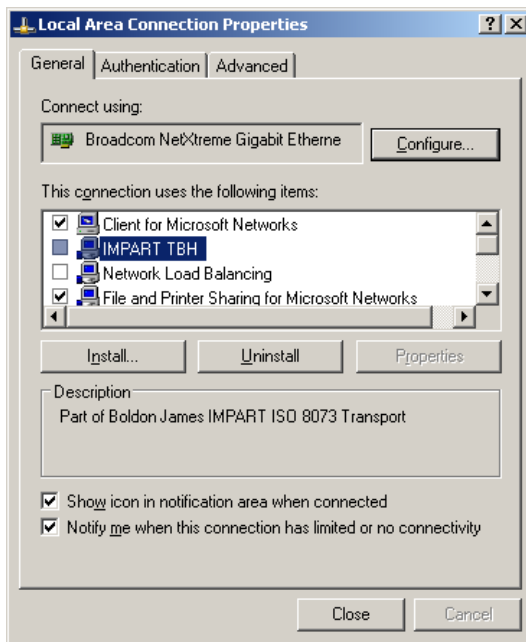 Local Area Connection Properties
General Authentication Advanced
Connect using:
Broadcom NetXtreme Gigabit Etherne Configure...
This connection uses the following items:
Client for Microsoft Networks
IMPART TBH
Network Load Balancing
File and Printer Sharing for Microsoft Networks
Install... Uninstall Properties
Description
Part of Boldon James IMPART ISO 8073 Transport
Show icon in notification area when connected
Notify me when this connection has limited or no connectivity
Close Cancel